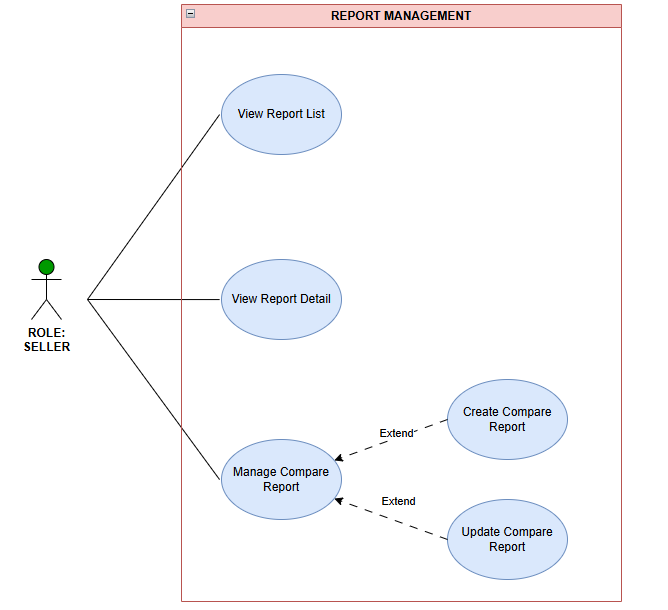 REPORT MANAGEMENT
View Report List
View Report Detail
ROLE:
SELLER
Create Compare
Report
Extend
Manage Compare
Report
Extend
Update Compare
Report